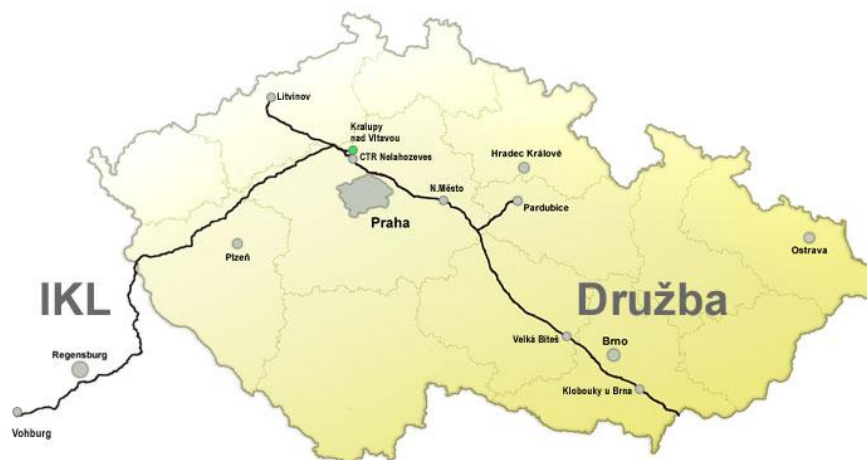 Litvínov
Kralupy
nad Vltavou
CTR Nelahozeves
Hradec Králové
N.Město
Pardubice
Praha
Plzeň
Ostrava
IKL
Družba
Velká Bíteš
Brno
Regensburg
Klobouky u Brna
Vohburg